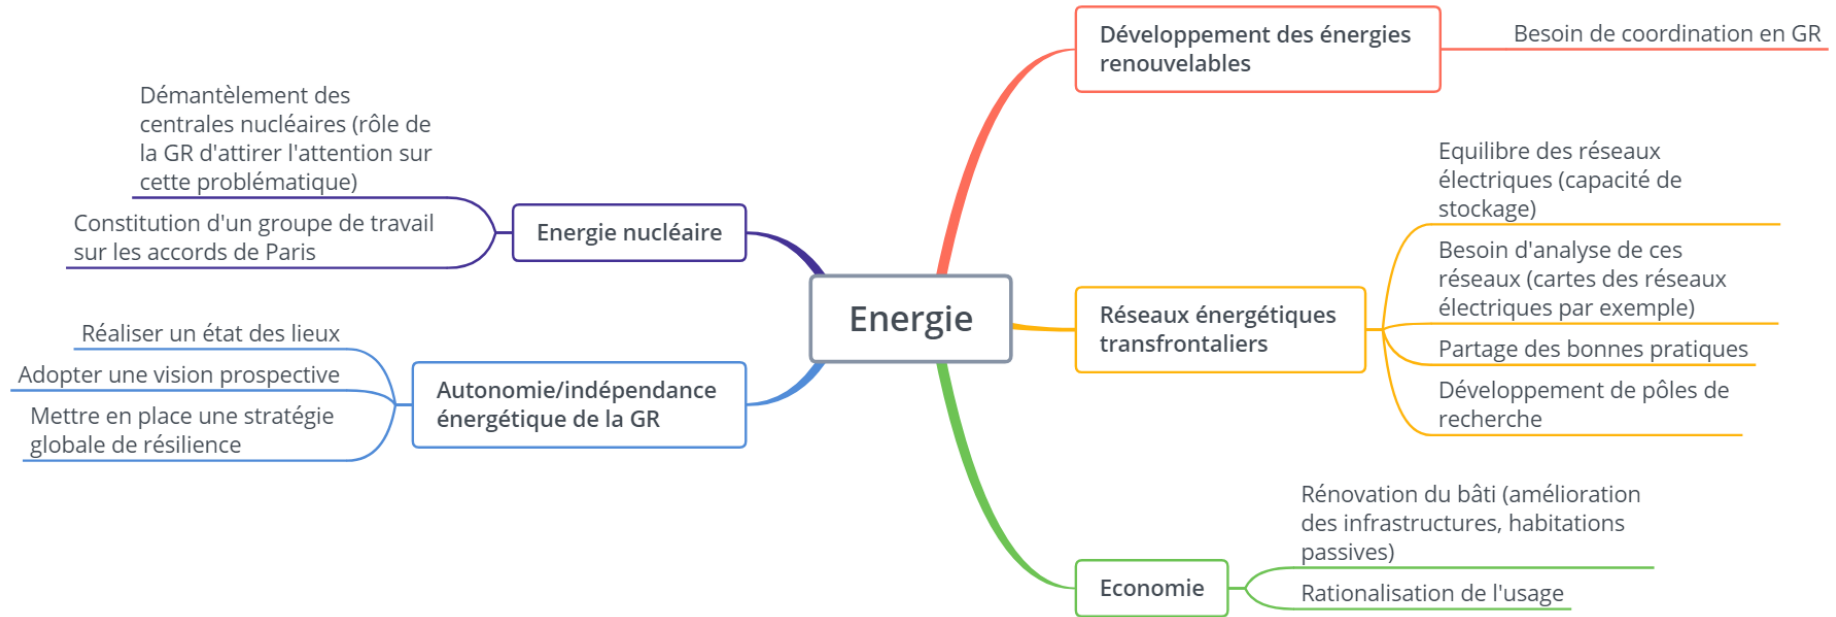 Energie
Développement des énergies
renouvelables
Besoin de coordination en GR
Réseaux énergétiques
transfrontaliers
Equilibre des réseaux
électriques (capacité de
stockage)
Besoin d'analyse de ces
réseaux (cartes des réseaux
électriques par exemple)
Partage des bonnes pratiques
Développement de pôles de
recherche
Economie
Rénovation du bâti (amélioration
des infrastructures, habitations
passives)
Rationalisation de l'usage
Energie nucléaire
Démantèlement des
centrales nucléaires (rôle de
la GR d'attirer l'attention sur
cette problématique)
Constitution d'un groupe de travail
sur les accords de Paris
Autonomie/indépendance
énergétique de la GR
Réaliser un état des lieux
Adopter une vision prospective
Mettre en place une stratégie
globale de résilience